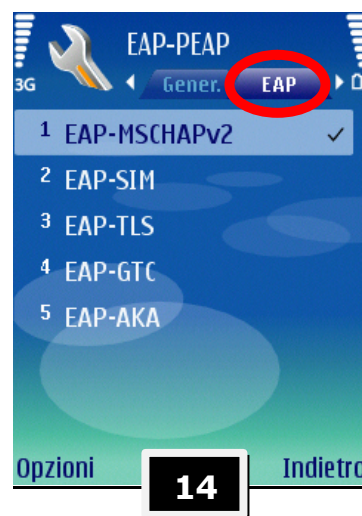 EAP-PEAP
3G
Gener. EAP
1 EAP-MSCHAPv2
2 EAP-SIM
3 EAP-TLS
4 EAP-GTC
5 EAP-AKA
Opzioni Indietro
14